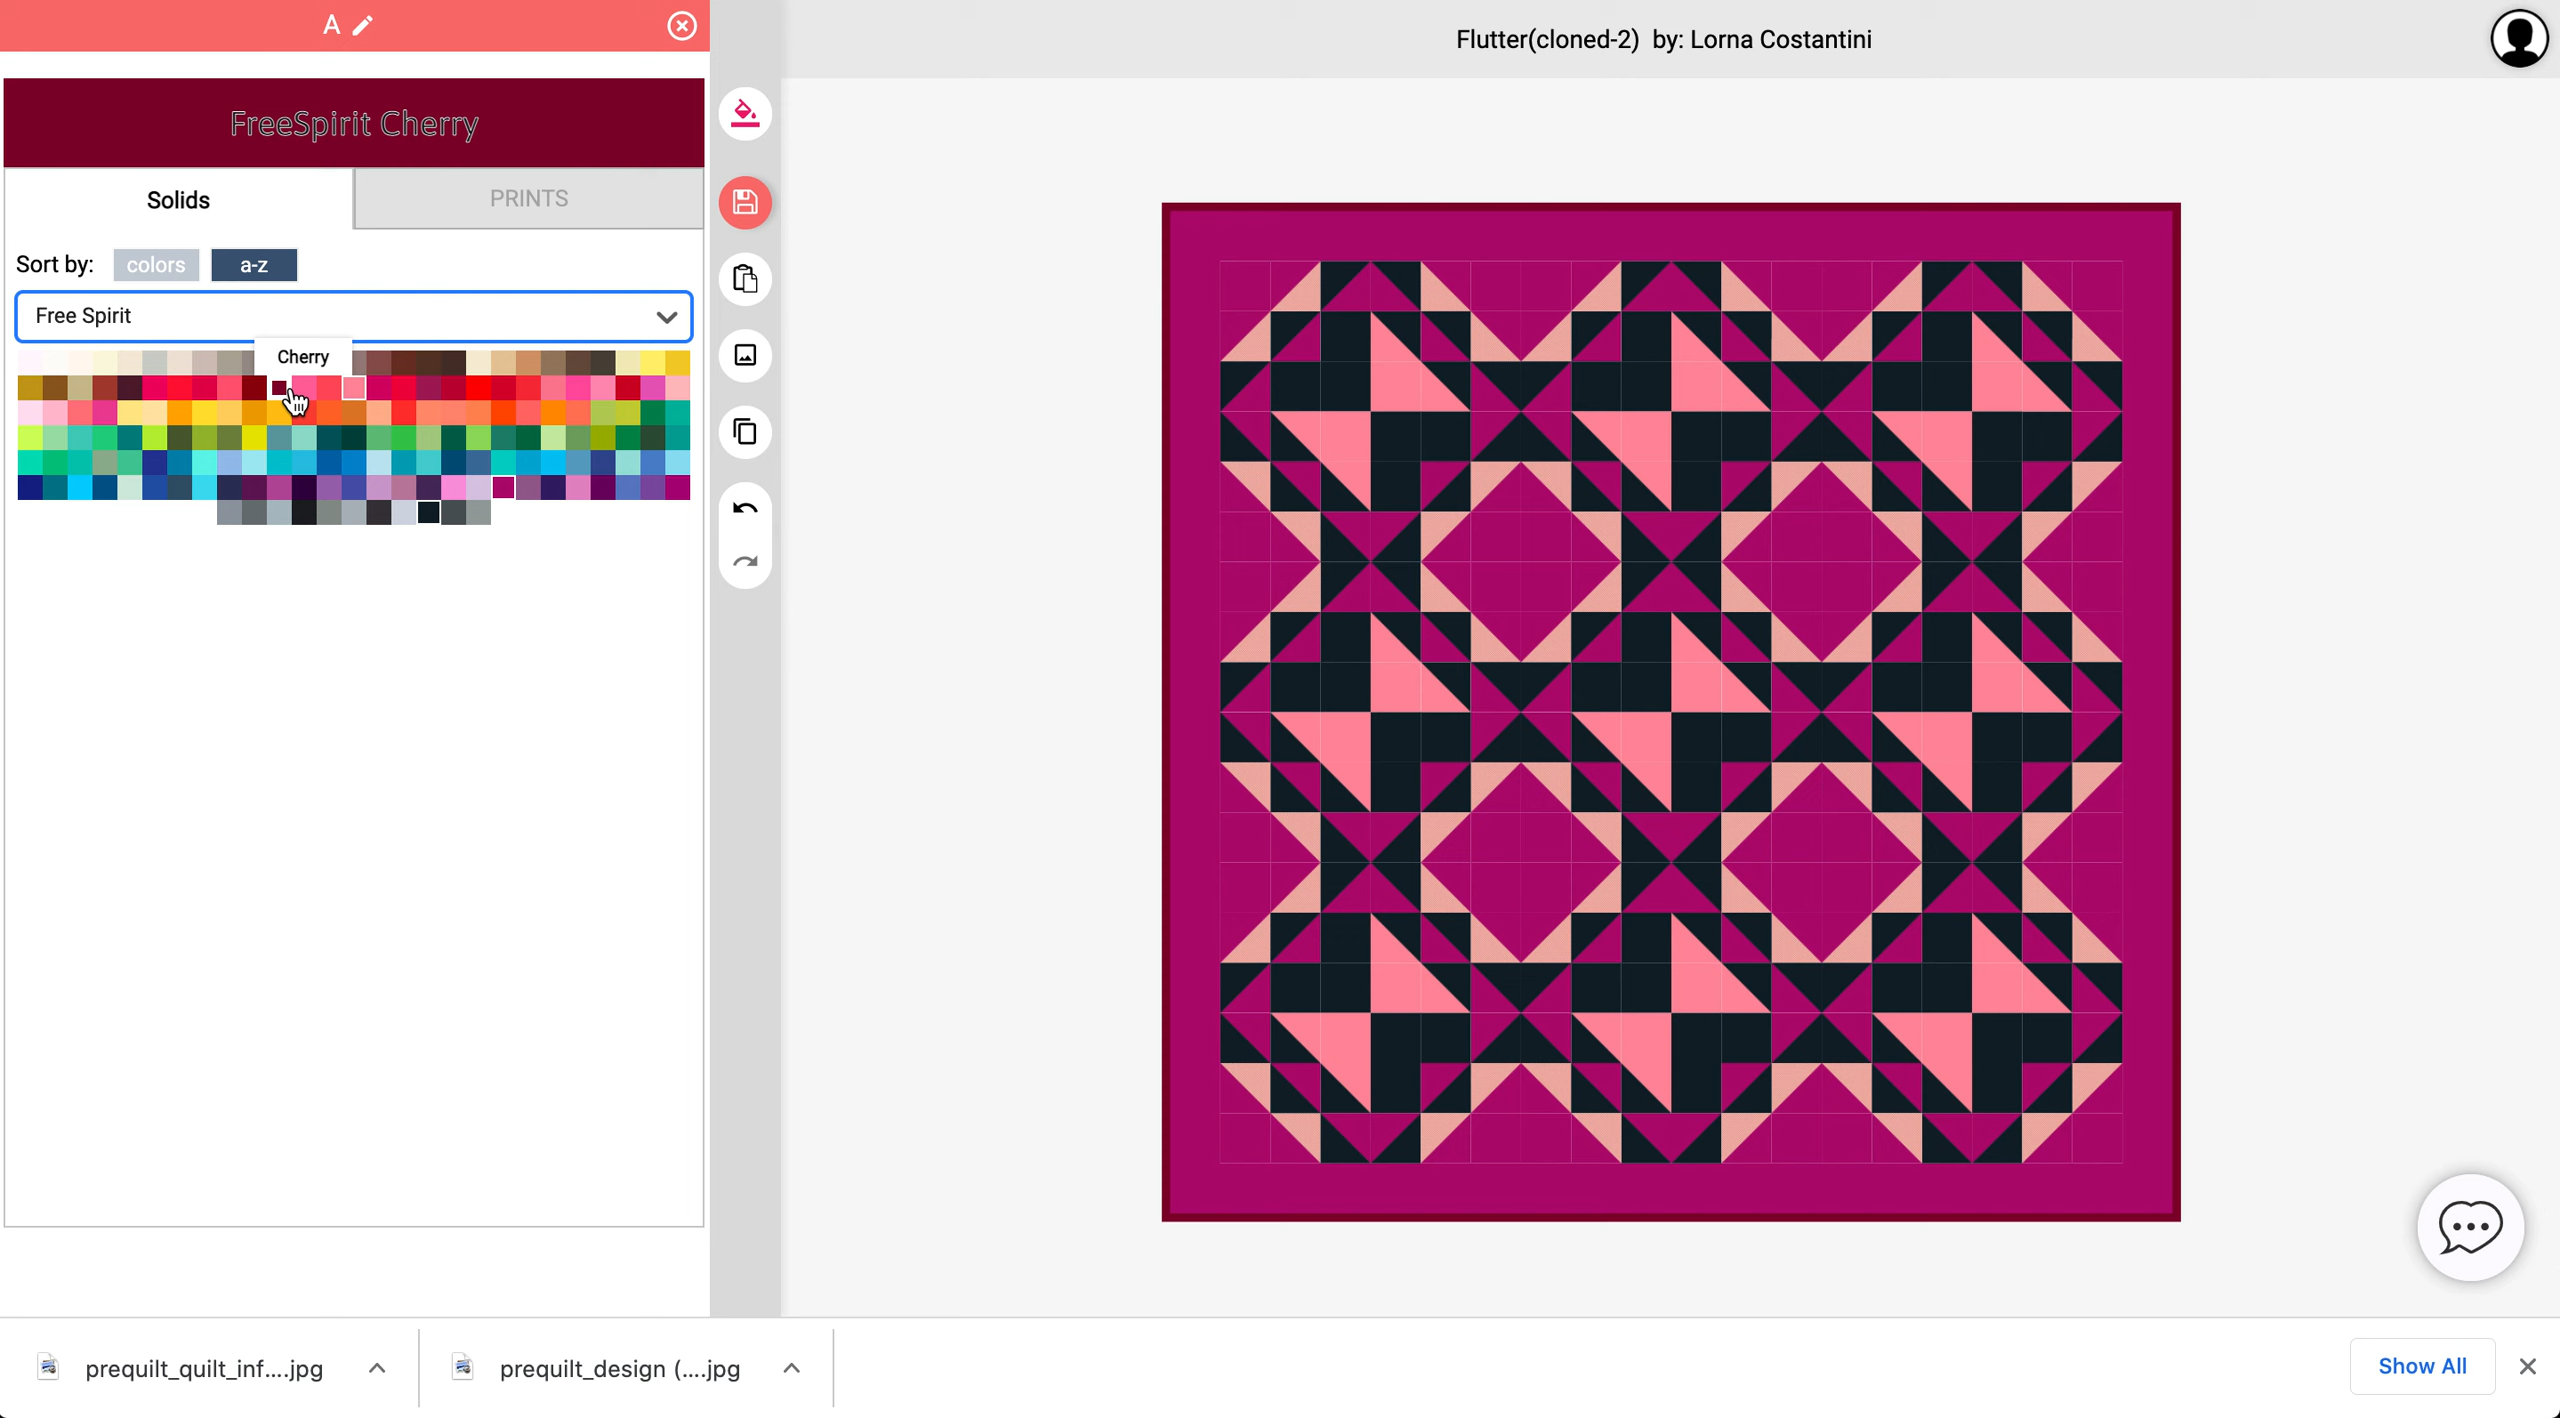 A
Flutter(cloned-2) by: Lorna Costantini
FreeSpirit Cherry
Solids
PRINTS
Sort by: colors a-z
Free Spirit
Cherry
prequilt_quilt_inf....jpg
prequilt_design (....jpg
Show All